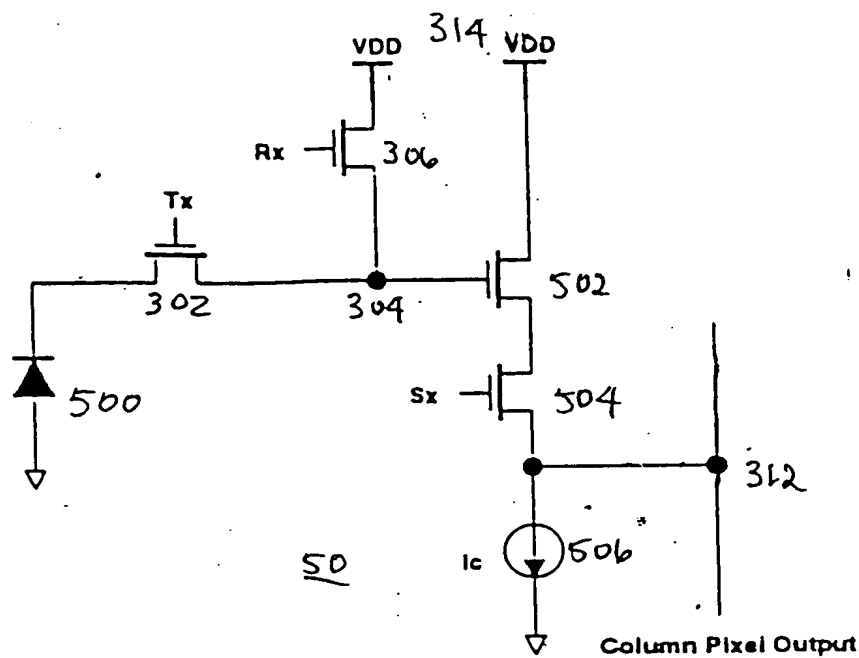 314
VDD
VDD
Rx
306
Tx
302
304
502
500
Sx
504
312
Ic
506
50
Column Pixel Output